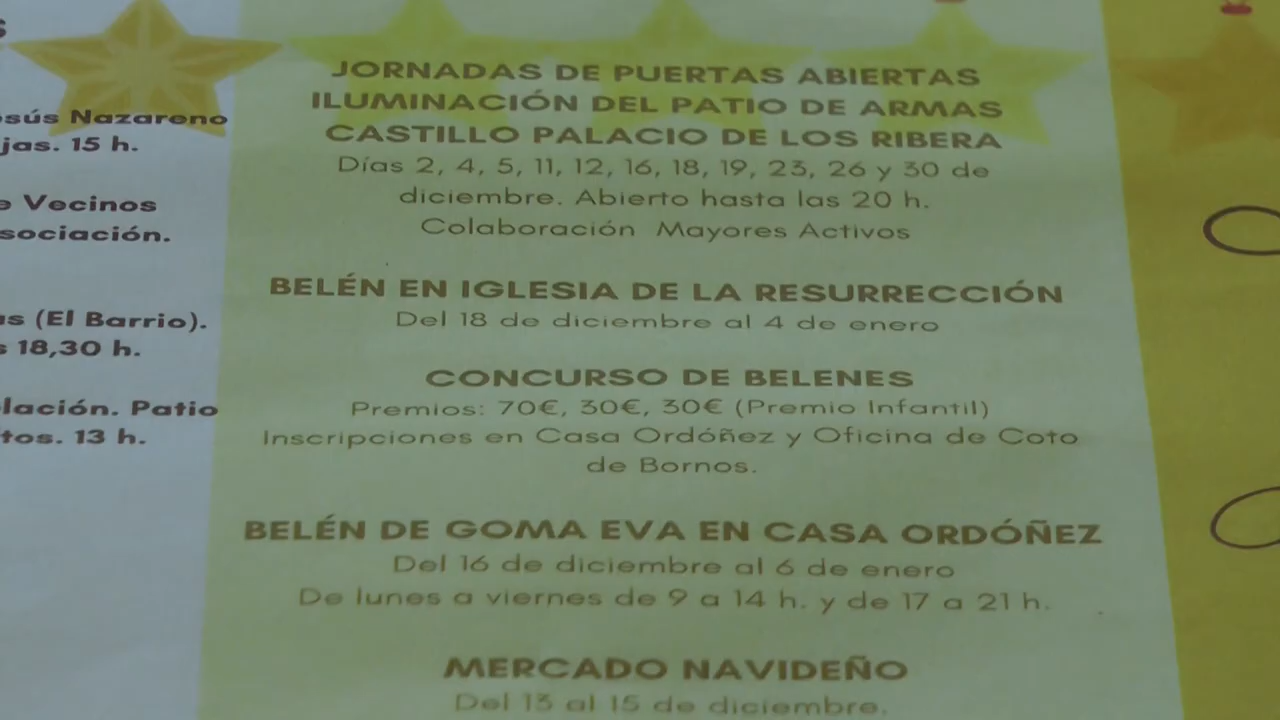 Nazareno
jas. 15 h.
Vecinos
sociación.
(El Barrio).
18,30 h.
lación. Patio
tos. 13 h.
JORNADAS DE PUERTAS ABIERTAS
ILUMINACIÓN DEL PATIO DE ARMAS
CASTILLO PALACIO DE LOS RIBERA
Días 2, 4, 5, 11, 12, 16, 18, 19, 23, 26 y 30 de
diciembre. Abierto hasta las 20 h.
Colaboración Mayores Activos
BELÉN EN IGLESIA DE LA RESURRECCIÓN
Del 18 de diciembre al 4 de enero
CONCURSO DE BELENES
Premios: 70€, 30€, 30€ (Premio Infantil)
Inscripciones en Casa Ordóñez y Oficina de Coto
de Bornos.
BELÉN DE GOMA EVA EN CASA ORDÓÑEZ
Del 16 de diciembre al 6 de enero
De lunes a viernes de 9 a 14 h. y de 17 a 21 h.
MERCADO NAVIDEÑO
Del 13 al 15 de diciembre.